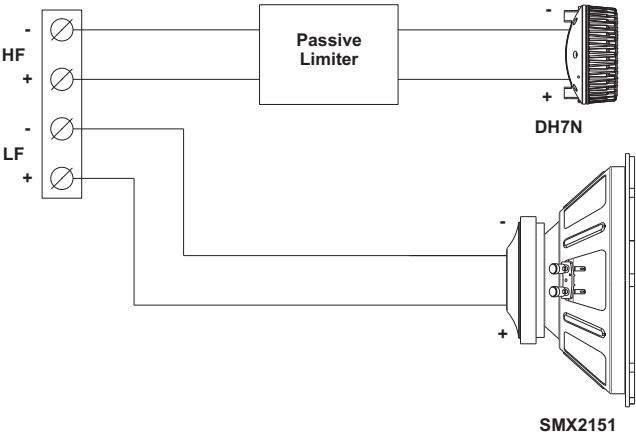 -
HF
+
-
LF
+
Passive
Limiter
-
+
DH7N
-
+
SMX2151